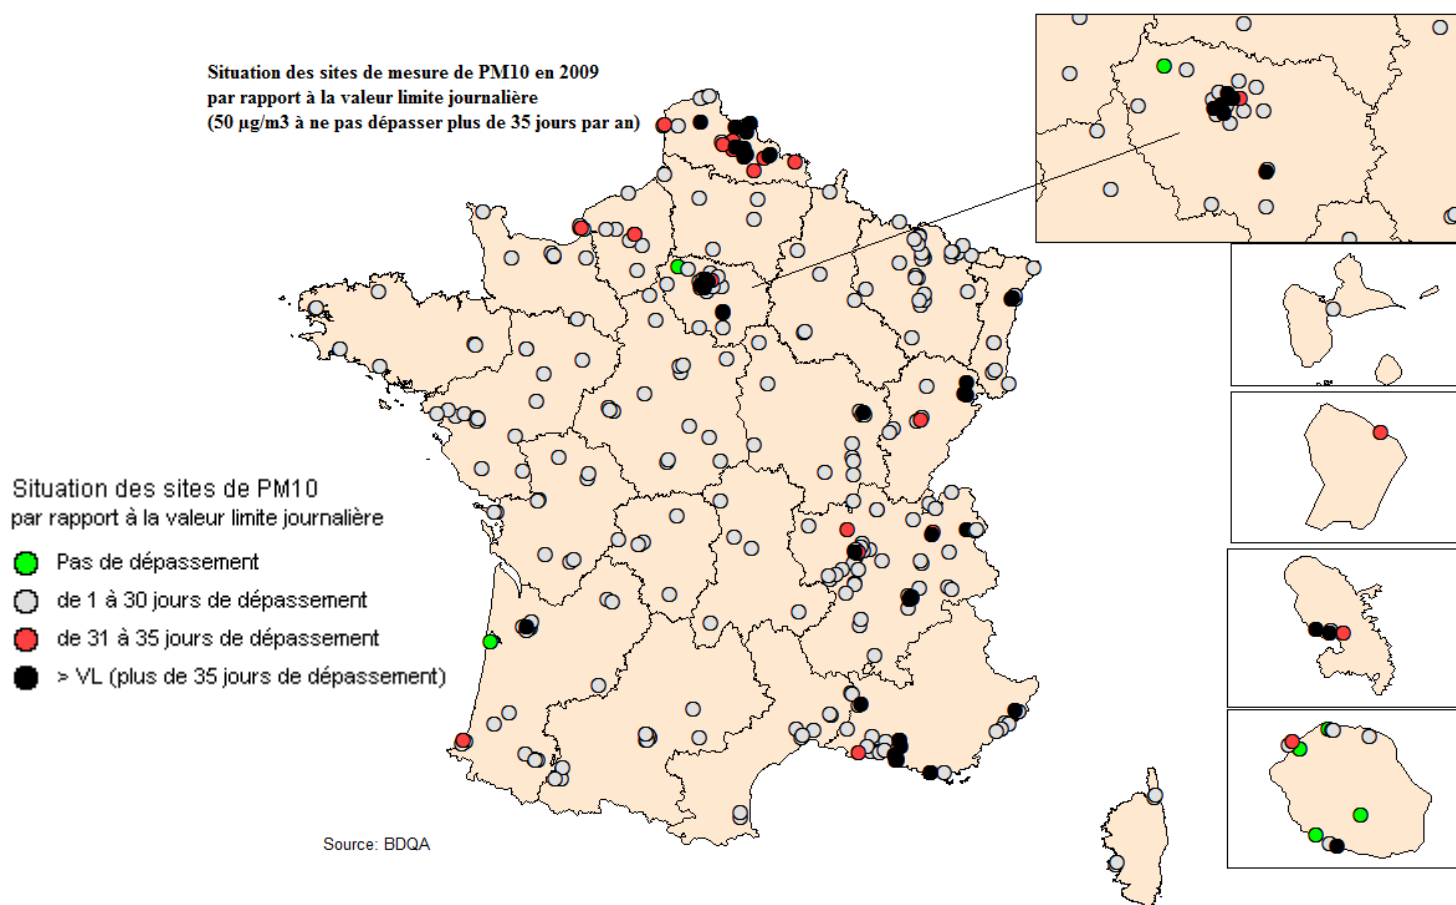 Situation des sites de mesure de PM10 en 2009
par rapport à la valeur limite journalière
(50 µg/m3 à ne pas dépasser plus de 35 jours par an)
Situation des sites de PM10
par rapport à la valeur limite journalière
Pas de dépassement
de 1 à 30 jours de dépassement
de 31 à 35 jours de dépassement
> VL (plus de 35 jours de dépassement)
Source: BDQA